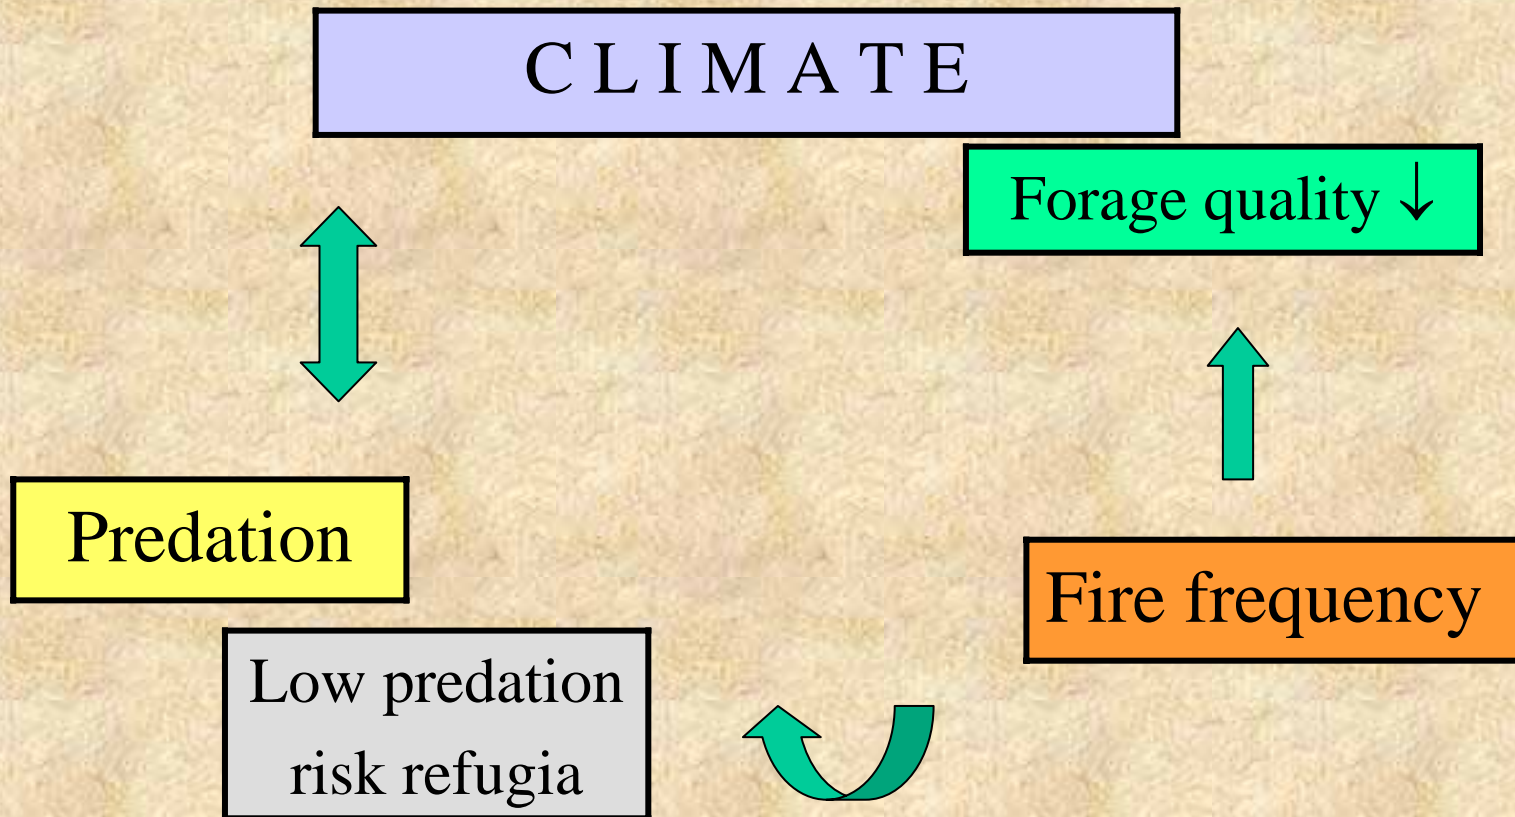 C L I M A T E
Forage quality ↓
Predation
Fire frequency
Low predation
risk refugia